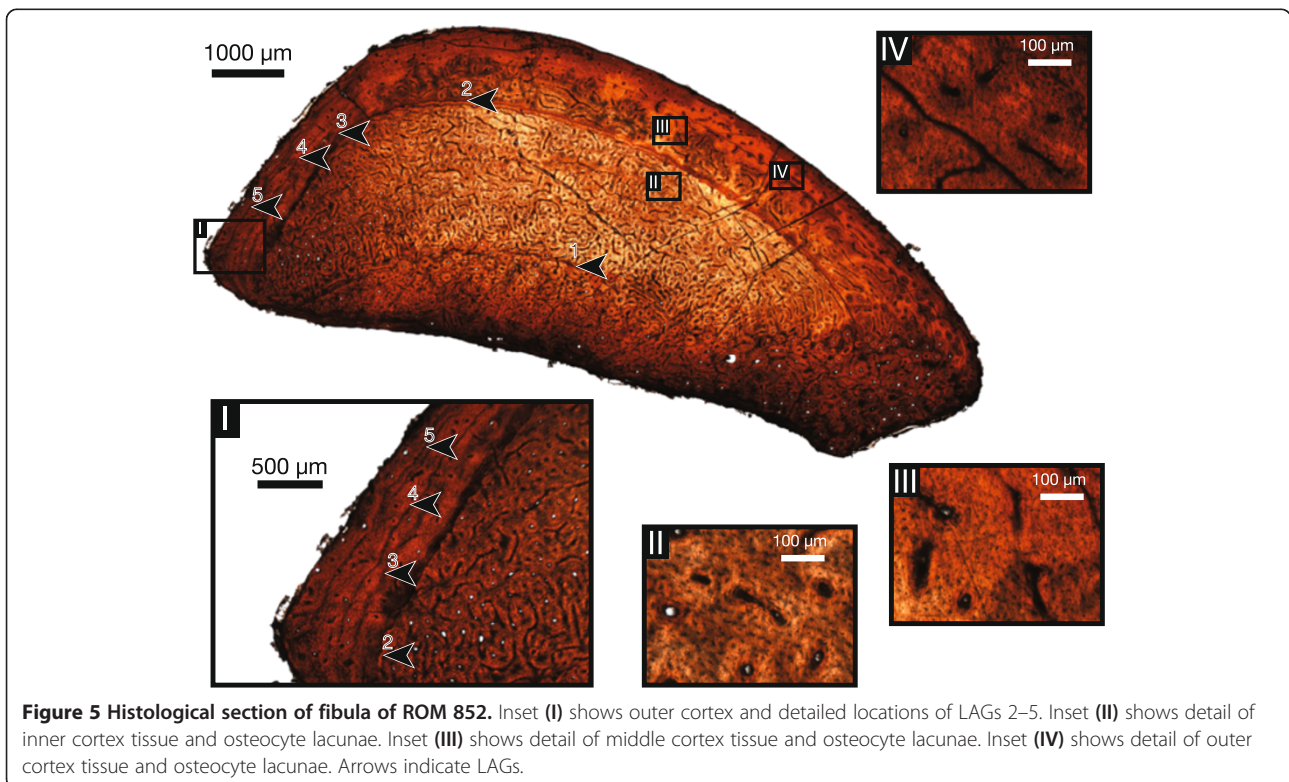 1000 µm
IV
100 µm
2
3
III
4
II
IV
5
I
1
I
5
500 µm
4
3
2
II
100 µm
III
100 µm
Figure 5 Histological section of fibula of ROM 852. Inset (I) shows outer cortex and detailed locations of LAGs 2–5. Inset (II) shows detail of
inner cortex tissue and osteocyte lacunae. Inset (III) shows detail of middle cortex tissue and osteocyte lacunae. Inset (IV) shows detail of outer
cortex tissue and osteocyte lacunae. Arrows indicate LAGs.